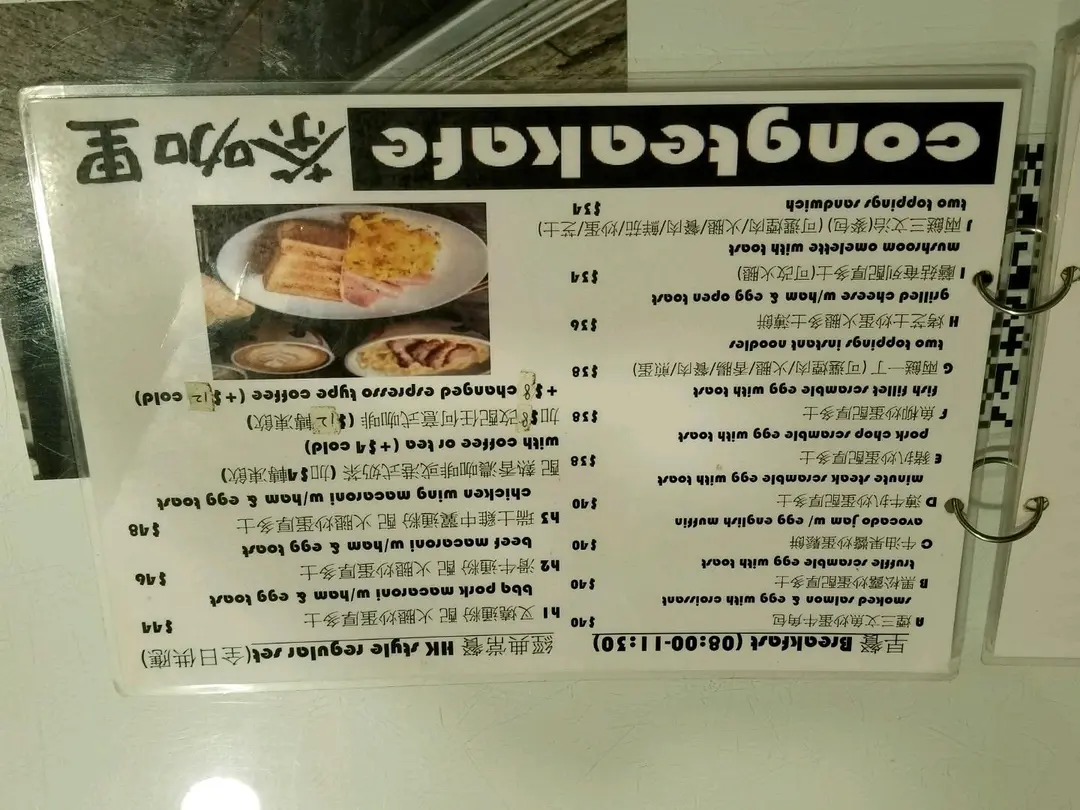 早餐 Breakfast (08:00-11:30)
A 煙三文魚炒蛋牛角包 $40
smoked salmon & egg with croissant
B 黑松露炒蛋配厚多士 $40
truffle scramble egg with toast
C 牛油果醬炒蛋鬆餅 $40
avocado jam w/ egg english muffin
D 薄牛扒炒蛋配厚多士 $40
minute steak scramble egg with toast
E 豬扒炒蛋配厚多士 $38
pork chop scramble egg with toast
F 魚柳炒蛋配厚多士 $38
fish fillet scramble egg with toast
G 兩餸一丁 (可選煙肉/火腿/香腸/餐肉/煎蛋) $38
two toppings instant noodles
H 烤芝士炒蛋火腿多士薄餅 $36
grilled cheese w/ham & egg open toast
I 蘑菇奄列配厚多士(可改火腿) $34
mushroom omelette with toast
J 兩餸三文治(麥包) (可選煙肉/火腿/餐肉/鮮茄/炒蛋/芝士)
two toppings sandwich $34
經典常餐 HK style regular set(全日供應)
h1 叉燒通粉 配 火腿炒蛋厚多士 $44
bbq pork macaroni w/ham & egg toast
h2 滑牛通粉 配 火腿炒蛋厚多士 $46
beef macaroni w/ham & egg toast
h3 瑞士雞中翼通粉 配 火腿炒蛋厚多士 $48
chicken wing macaroni w/ham & egg toast
配 熱香濃咖啡或港式奶茶 (加$4轉凍飲)
with coffee or tea (+$4 cold)
加$8改配任何意式咖啡 ($12轉凍飲)
+$8 changed espresso type coffee (+$12 cold)
congteakafe 茶咖里